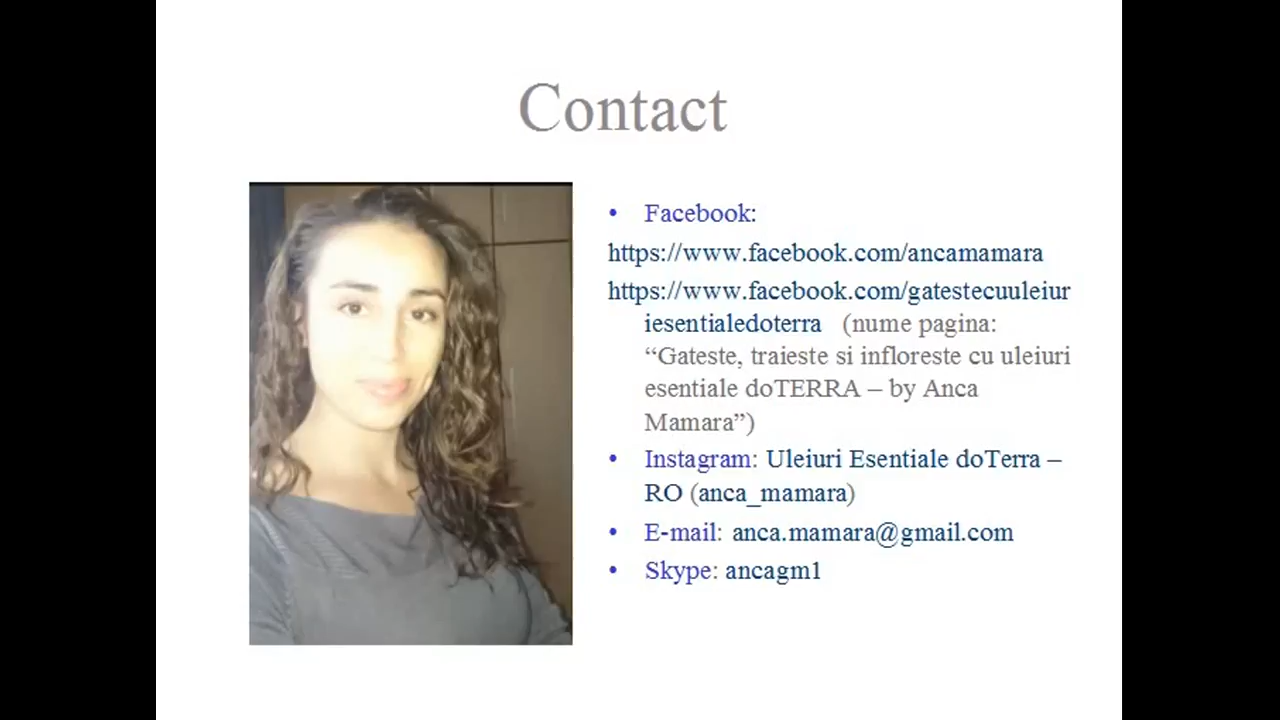 Contact
• Facebook:
https://www.facebook.com/ancamamara
https://www.facebook.com/gatestecuuleiur
iesentialedoterra (nume pagina:
“Gateste, traieste si infloreste cu uleiuri
esentiale doTERRA – by Anca
Mamara”)
• Instagram: Uleiuri Esentiale doTerra –
RO (anca_mamara)
• E-mail: anca.mamara@gmail.com
• Skype: ancagm1